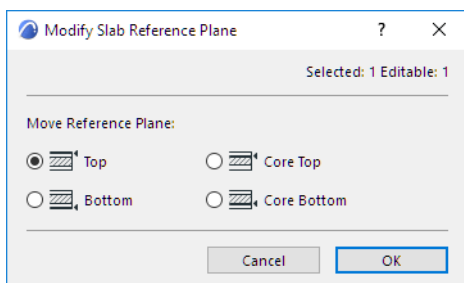 Modify Slab Reference Plane
Selected: 1 Editable: 1
Move Reference Plane:
Top Core Top
Bottom Core Bottom
Cancel OK